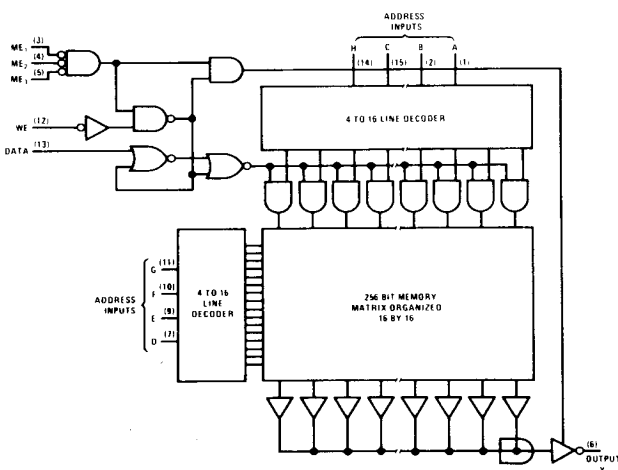 ADDRESS
INPUTS
H C B A
(14) (15) (2) (1)
ME₁ (3)
ME₂ (4)
ME₃ (5)
WE (12)
DATA (13)
4 TO 16 LINE DECODER
ADDRESS
INPUTS
G (11)
F (10)
E (9)
D (7)
4 TO 16
LINE
DECODER
256 BIT MEMORY
MATRIX ORGANIZED
16 BY 16
(6)
OUTPUT
Y